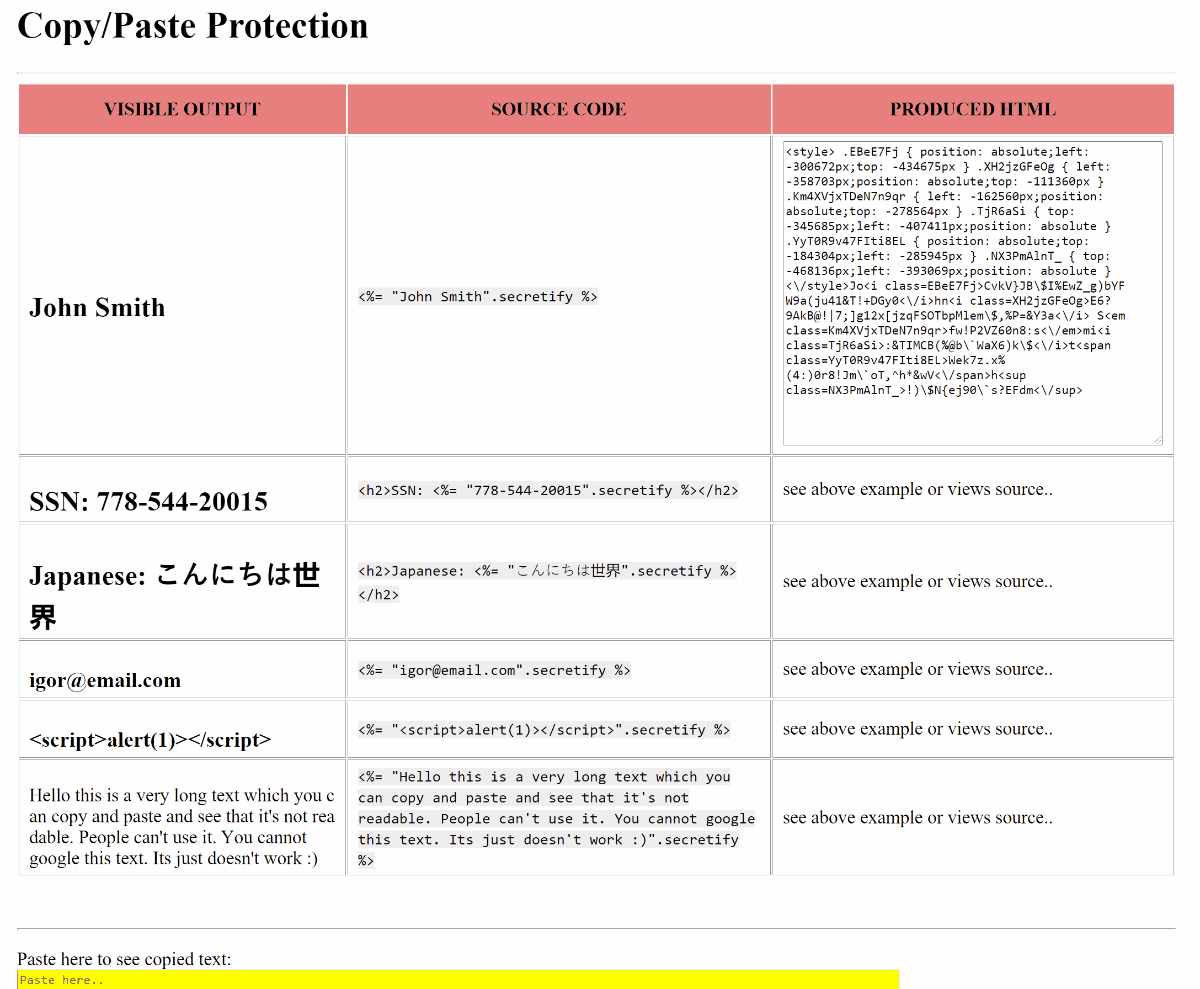 Copy/Paste Protection
VISIBLE OUTPUT
SOURCE CODE
PRODUCED HTML
John Smith
<%= "John Smith".secretify %>
<style> .EBeE7Fj { position: absolute;left:
-300672px;top: -434675px } .XH2jzGFeOg { left:
-358703px;position: absolute;top: -111360px }
.Km4XVjxTDeN7n9qr { left: -162560px;position:
absolute;top: -278564px } .TjR6aSi { top:
-345685px;left: -407411px;position: absolute }
.YyT0R9v47FIti8EL { position: absolute;top:
-184304px;left: -285945px } .NX3PmAlnT_ { top:
-468136px;left: -393069px;position: absolute }
<\/style>Jo<i class=EBeE7Fj>CvkV}JB\$I%EwZ_g)bYF
W9a(ju41&T!+DGy0<\/i>hn<i class=XH2jzGFeOg>E6?
9AkB@!|7;]g12x[jzqFSOTbpMlem\$,%P=&Y3a<\/i> S<em
class=Km4XVjxTDeN7n9qr>fw!P2VZ60n8:s<\/em>mi<i
class=TjR6aSi>:&TIMCB(%@b\`WaX6)k\$<\/i>t<span
class=YyT0R9v47FIti8EL>Wek7z.x%
(4:)0r8!Jm\`oT,^h*&wV<\/span>h<sup
class=NX3PmAlnT_>!)\$N{ej90\`s?EFdm<\/sup>
SSN: 778-544-20015
<h2>SSN: <%= "778-544-20015".secretify %></h2>
see above example or views source..
Japanese: こんにちは世
界
<h2>Japanese: <%= "こんにちは世界".secretify %>
</h2>
see above example or views source..
igor@email.com
<%= "igor@email.com".secretify %>
see above example or views source..
<script>alert(1)></script>
<%= "<script>alert(1)></script>".secretify %>
see above example or views source..
Hello this is a very long text which you c
an copy and paste and see that it's not rea
dable. People can't use it. You cannot
google this text. Its just doesn't work :)
<%= "Hello this is a very long text which you
can copy and paste and see that it's not
readable. People can't use it. You cannot google
this text. Its just doesn't work :)".secretify
%>
see above example or views source..
Paste here to see copied text:
Paste here..